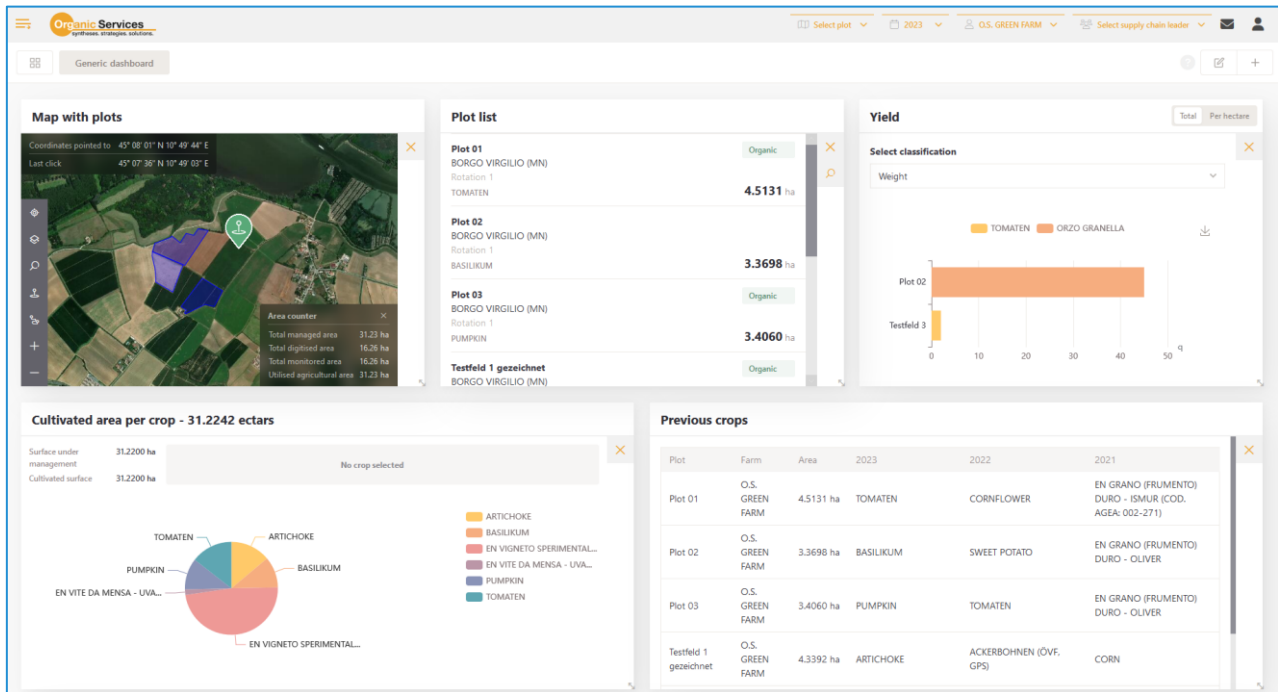 Organic Services
syntheses. strategies. solutions.
Select plot
2023
O.S. GREEN FARM
Select supply chain leader
Generic dashboard
Map with plots
Coordinates pointed to 45° 08' 01" N 10° 49' 44" E
Last click 45° 07' 36" N 10° 49' 03" E
Area counter
Total managed area 31.23 ha
Total digitised area 16.26 ha
Total monitored area 16.26 ha
Utilised agricultural area 31.23 ha
Plot list
Plot 01 Organic
BORGO VIRGILIO (MN)
Rotation 1
TOMATEN 4.5131 ha
Plot 02
BORGO VIRGILIO (MN)
Rotation 1
BASILIKUM 3.3698 ha
Plot 03 Organic
BORGO VIRGILIO (MN)
Rotation 1
PUMPKIN 3.4060 ha
Testfeld 1 gezeichnet Organic
BORGO VIRGILIO (MN)
Yield Total Per hectare
Select classification
Weight
TOMATEN ORZO GRANELLA
Plot 02
Testfeld 3
0 10 20 30 40 50 q
Cultivated area per crop - 31.2242 ectars
Surface under management 31.2200 ha
Cultivated surface 31.2200 ha
No crop selected
TOMATEN
ARTICHOKE
PUMPKIN
BASILIKUM
EN VITE DA MENSA - UVA...
EN VIGNETO SPERIMENTAL...
ARTICHOKE
BASILIKUM
EN VIGNETO SPERIMENTAL...
EN VITE DA MENSA - UVA...
PUMPKIN
TOMATEN
Previous crops
Plot Farm Area 2023 2022 2021
Plot 01 O.S. GREEN FARM 4.5131 ha TOMATEN CORNFLOWER EN GRANO (FRUMENTO) DURO - ISMUR (COD. AGEA: 002-271)
Plot 02 O.S. GREEN FARM 3.3698 ha BASILIKUM SWEET POTATO EN GRANO (FRUMENTO) DURO - OLIVER
Plot 03 O.S. GREEN FARM 3.4060 ha PUMPKIN TOMATEN EN GRANO (FRUMENTO) DURO - OLIVER
Testfeld 1 gezeichnet O.S. GREEN FARM 4.3392 ha ARTICHOKE ACKERBOHNEN (ÖVF, GPS) CORN